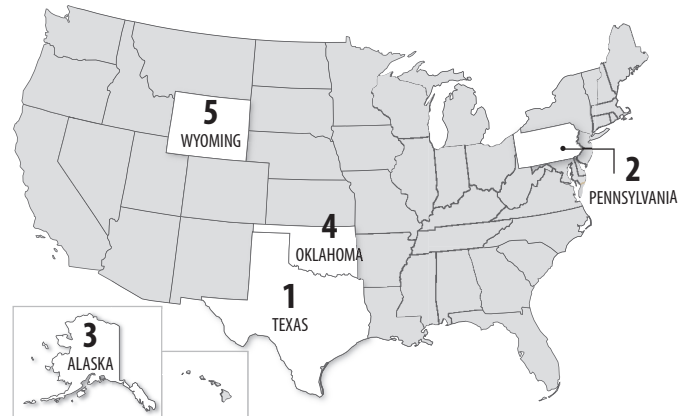 5
WYOMING
2
PENNSYLVANIA
4
OKLAHOMA
1
TEXAS
3
ALASKA